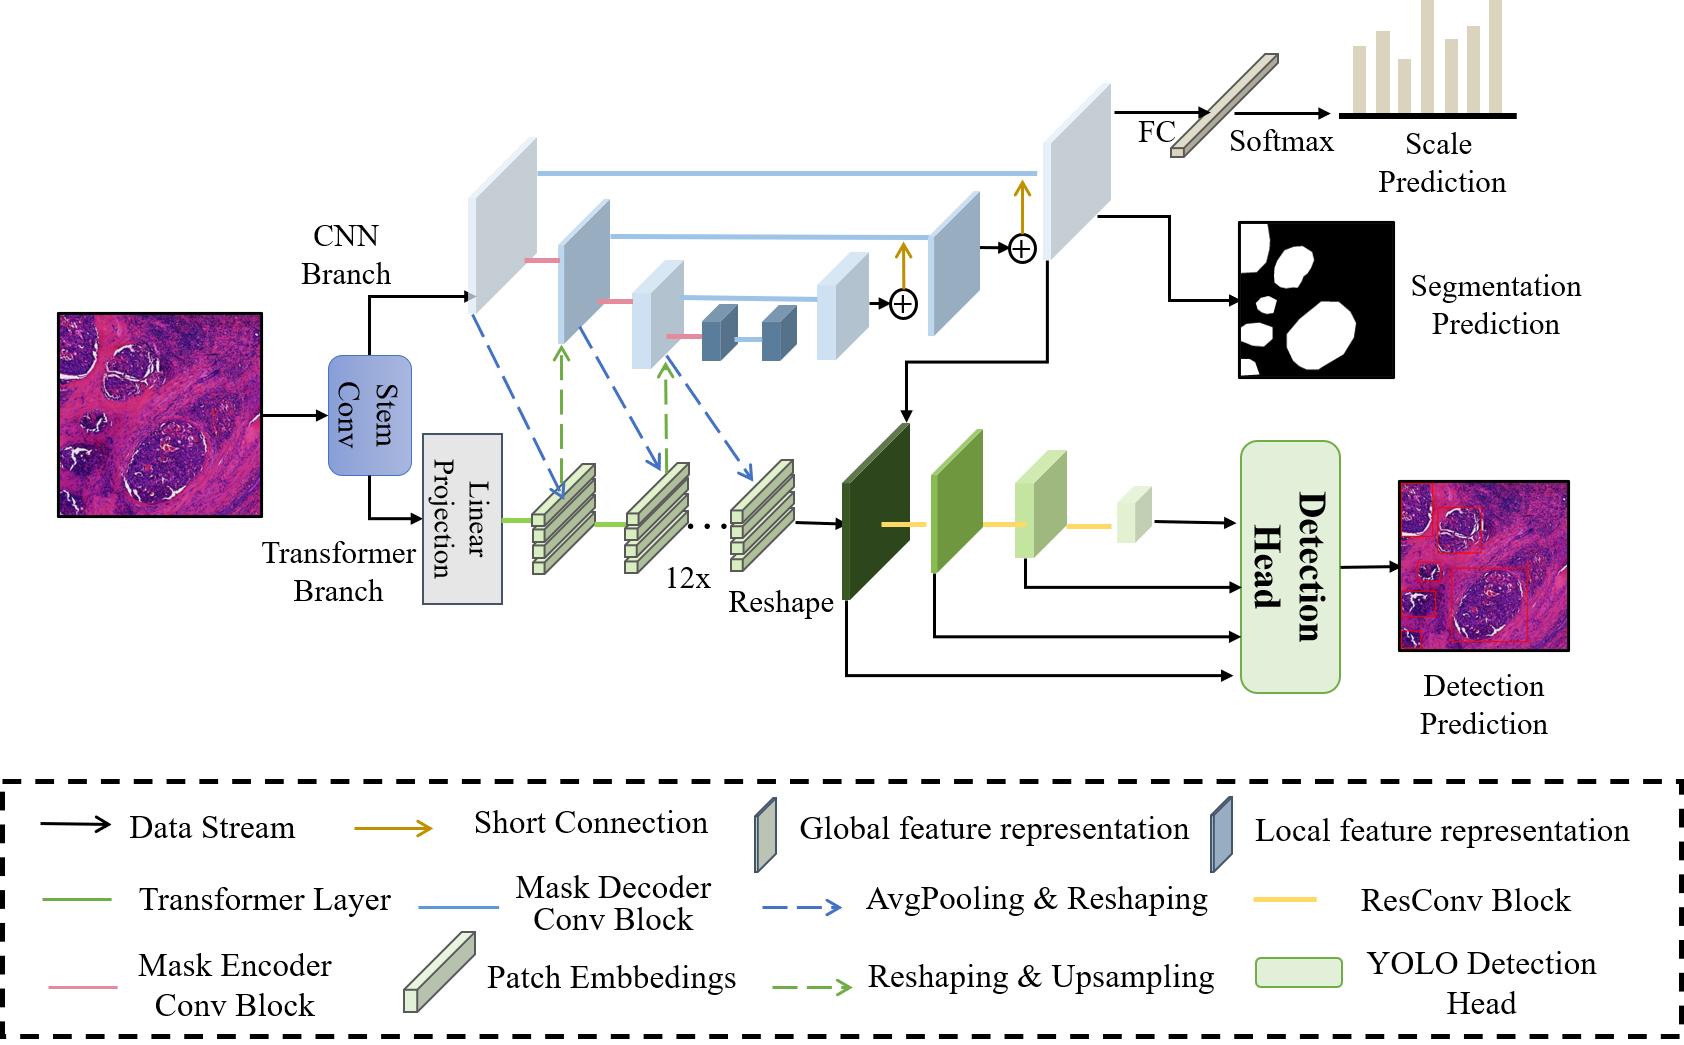 FC
Softmax
Scale
Prediction
CNN
Branch
Segmentation
Prediction
Stem
Conv
Linear
Projection
Transformer
Branch
12x
Reshape
Detection
Head
Detection
Prediction
Data Stream
Short Connection
Global feature representation
Local feature representation
Transformer Layer
Mask Decoder
Conv Block
AvgPooling & Reshaping
ResConv Block
Mask Encoder
Conv Block
Patch Embbedings
Reshaping & Upsampling
YOLO Detection
Head